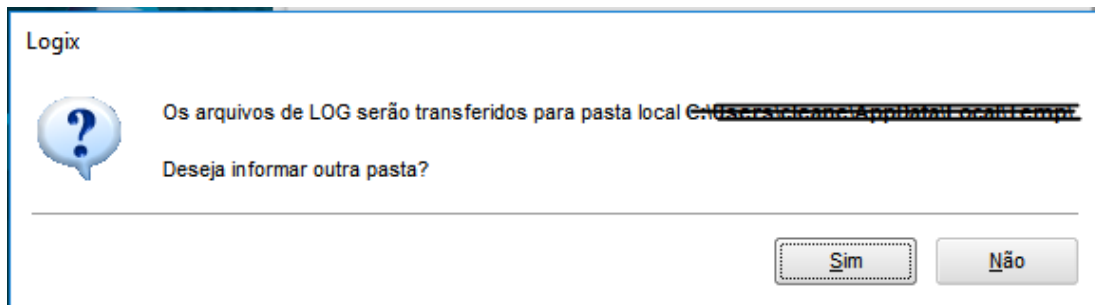 Logix
Os arquivos de LOG serão transferidos para pasta local
Deseja informar outra pasta?
Sim
Não